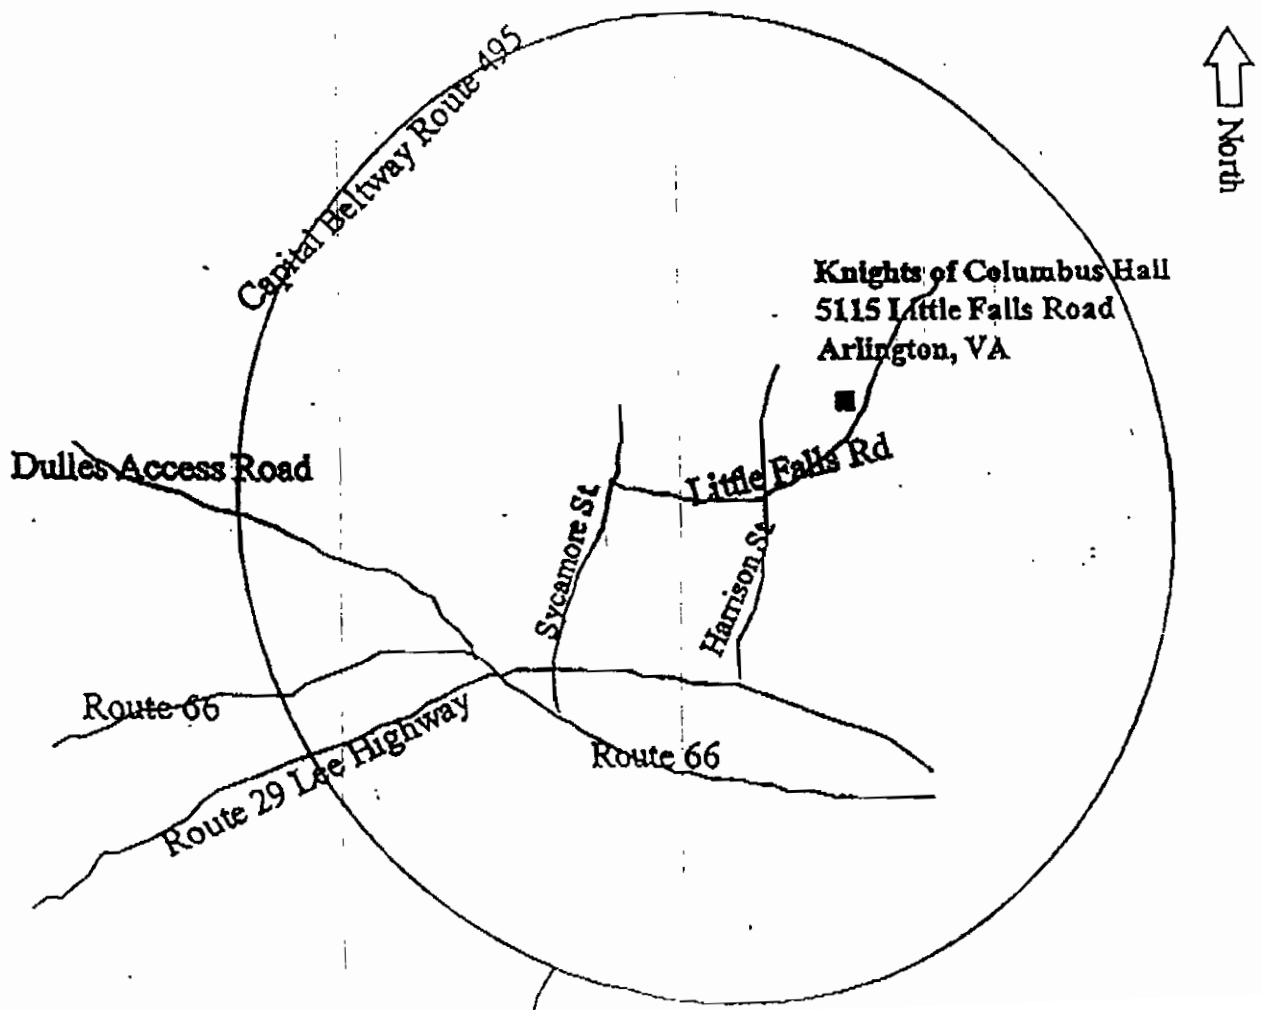 Capital Beltway Route 495
North
Knights of Columbus Hall
5115 Little Falls Road
Arlington, VA
Dulles Access Road
Little Falls Rd
Sycamore St
Harrison St
Route 66
Route 29 Lee Highway
Route 66